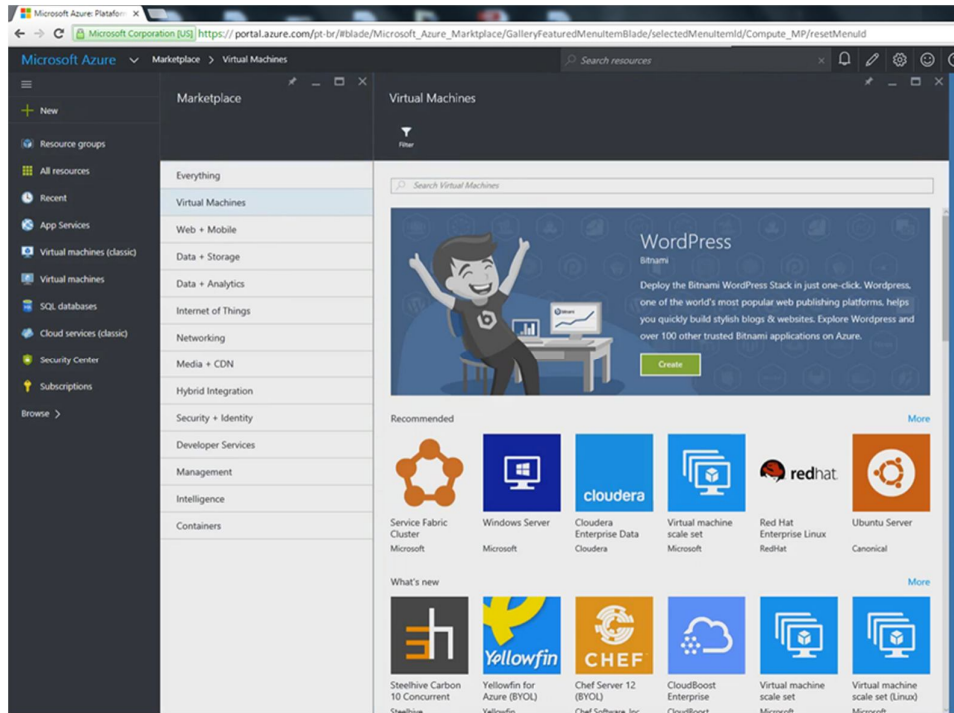 Microsoft Azure: Plataforn
Microsoft Corporation [US] https://portal.azure.com/pt-br/#blade/Microsoft_Azure_Marktplace/GalleryFeaturedMenuItemBlade/selectedMenuItemId/Compute_MP/resetMenuId
Microsoft Azure
Marketplace > Virtual Machines
Search resources
New
Resource groups
All resources
Recent
App Services
Virtual machines (classic)
Virtual machines
SQL databases
Cloud services (classic)
Security Center
Subscriptions
Browse >
Marketplace
Everything
Virtual Machines
Web + Mobile
Data + Storage
Data + Analytics
Internet of Things
Networking
Media + CDN
Hybrid Integration
Security + Identity
Developer Services
Management
Intelligence
Containers
Virtual Machines
Filter
Search Virtual Machines
WordPress
Bitnami
Deploy the Bitnami WordPress Stack in just one-click. Wordpress,
one of the world's most popular web publishing platforms, helps
you quickly build stylish blogs & websites. Explore Wordpress and
over 100 other trusted Bitnami applications on Azure.
Create
Recommended
More
cloudera
redhat.
Service Fabric
Cluster
Microsoft
Windows Server
Microsoft
Cloudera
Enterprise Data
Cloudera
Virtual machine
scale set
Microsoft
Red Hat
Enterprise Linux
RedHat
Ubuntu Server
Canonical
What's new
More
Yellowfin
CHEF
Steelhive Carbon
10 Concurrent
Steelhive
Yellowfin for
Azure (BYOL)
Yellowfin
Chef Server 12
(BYOL)
Chef Software, Inc
CloudBoost
Enterprise
CloudBoost
Virtual machine
scale set
Microsoft
Virtual machine
scale set (Linux)
Microsoft